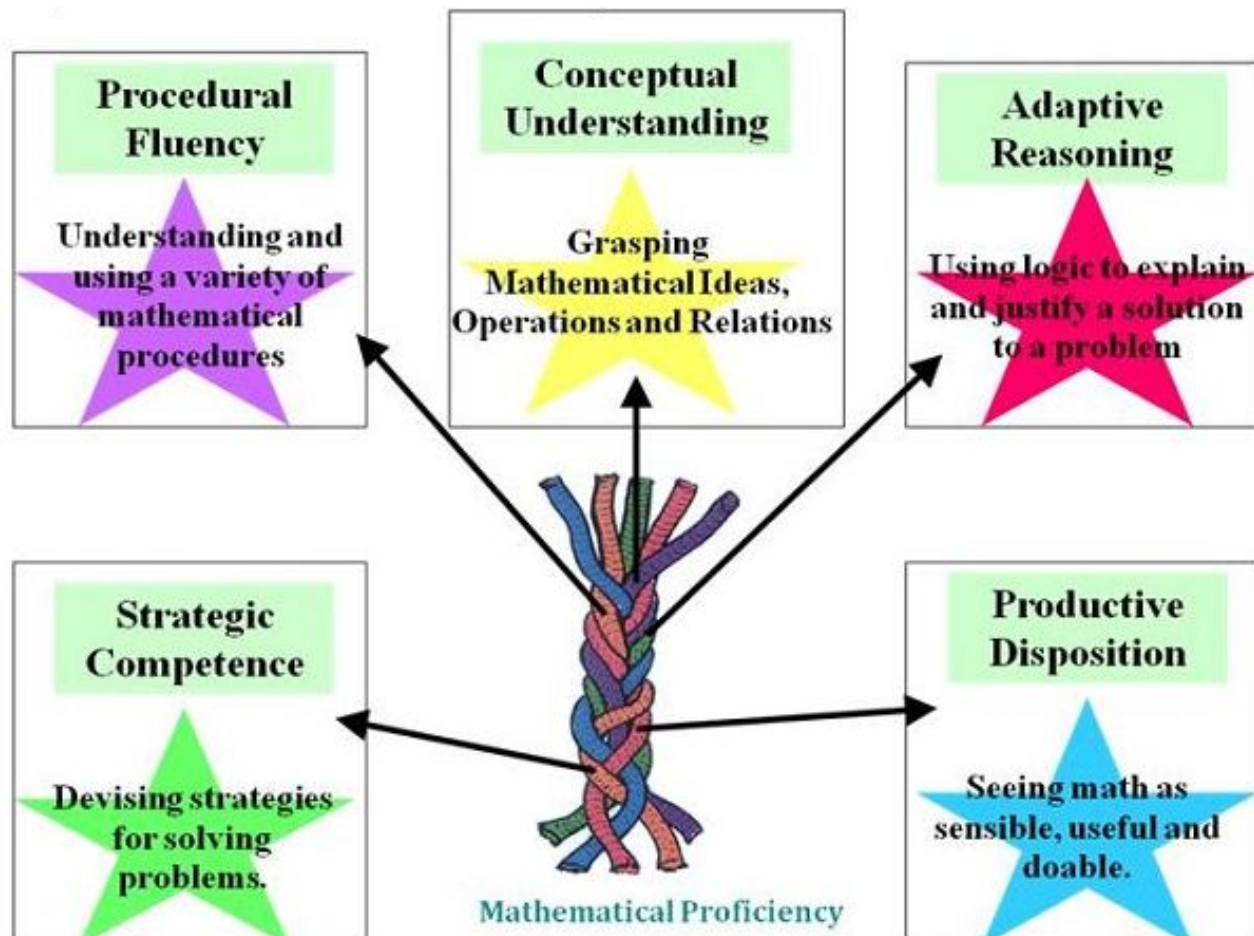 Procedural
Fluency
Understanding and
using a variety of
mathematical
procedures
Conceptual
Understanding
Grasping
Mathematical Ideas,
Operations and Relations
Adaptive
Reasoning
Using logic to explain
and justify a solution
to a problem
Strategic
Competence
Devising strategies
for solving
problems.
Productive
Disposition
Seeing math as
sensible, useful and
doable.
Mathematical Proficiency